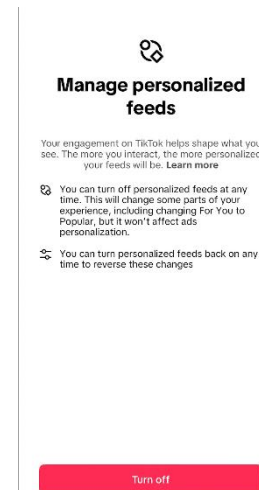 Manage personalized
feeds
Your engagement on TikTok helps shape what you
see. The more you interact, the more personalized
your feeds will be. Learn more
You can turn off personalized feeds at any
time. This will change some parts of your
experience, including changing For You to
Popular, but it won't affect ads
personalization.
You can turn personalized feeds back on any
time to reverse these changes
Turn off